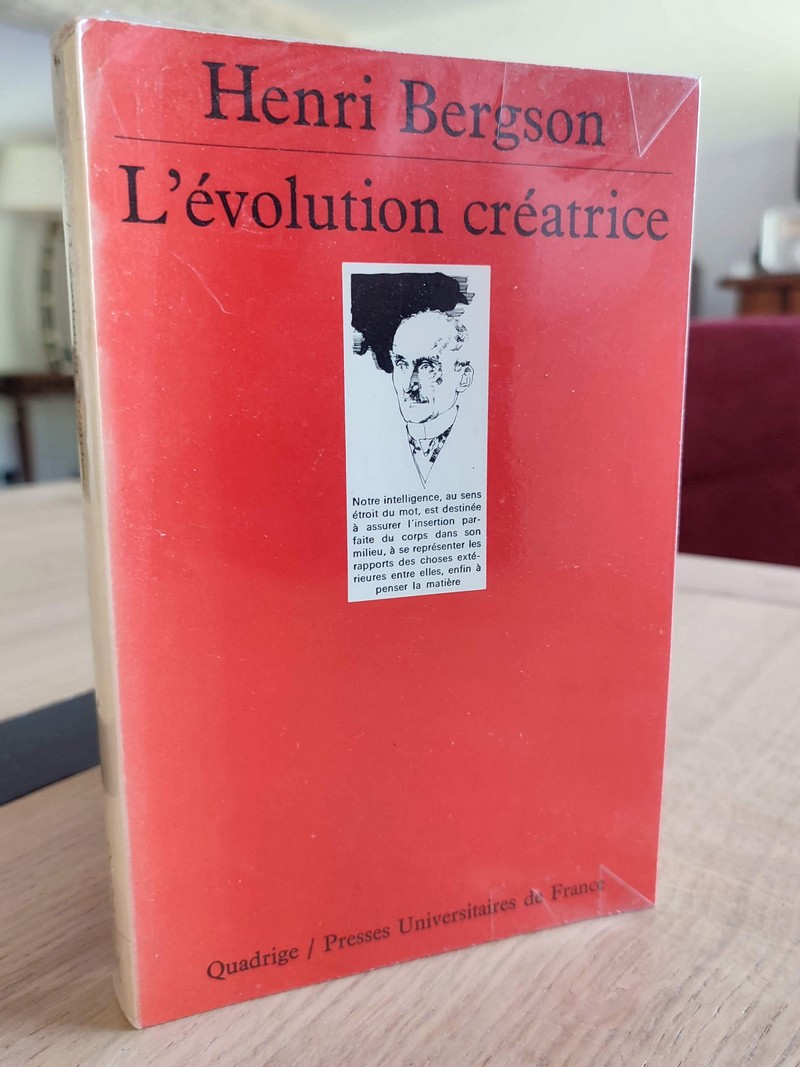 Henri Bergson
L'évolution créatrice
Notre intelligence, au sens
étroit du mot, est destinée
à assurer l'insertion par-
faite du corps dans son
milieu, à se représenter les
rapports des choses exté-
rieures entre elles, enfin à
penser la matière
Quadrige / Presses Universitaires de France